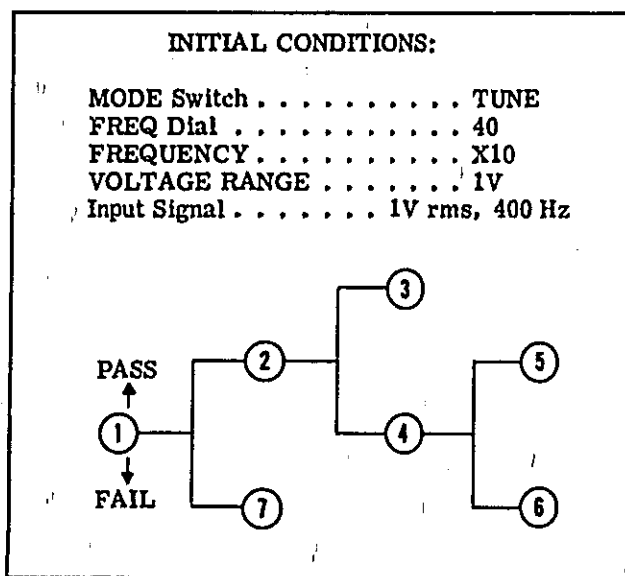 INITIAL CONDITIONS:
MODE Switch . . . . . . . . . . TUNE
FREQ Dial . . . . . . . . . . . 40
FREQUENCY . . . . . . . . . . X10
VOLTAGE RANGE . . . . . . . 1V
Input Signal . . . . . . . 1V rms, 400 Hz
3
2
5
PASS
1
4
FAIL
7
6